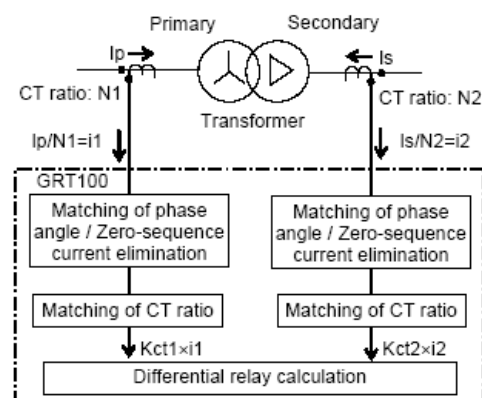 Primary
Secondary
Ip
Is
CT ratio: N1
CT ratio: N2
Transformer
Ip/N1=i1
Is/N2=i2
GRT100
Matching of phase
angle / Zero-sequence
current elimination
Matching of phase
angle / Zero-sequence
current elimination
Matching of CT ratio
Matching of CT ratio
Kct1×i1
Kct2×i2
Differential relay calculation